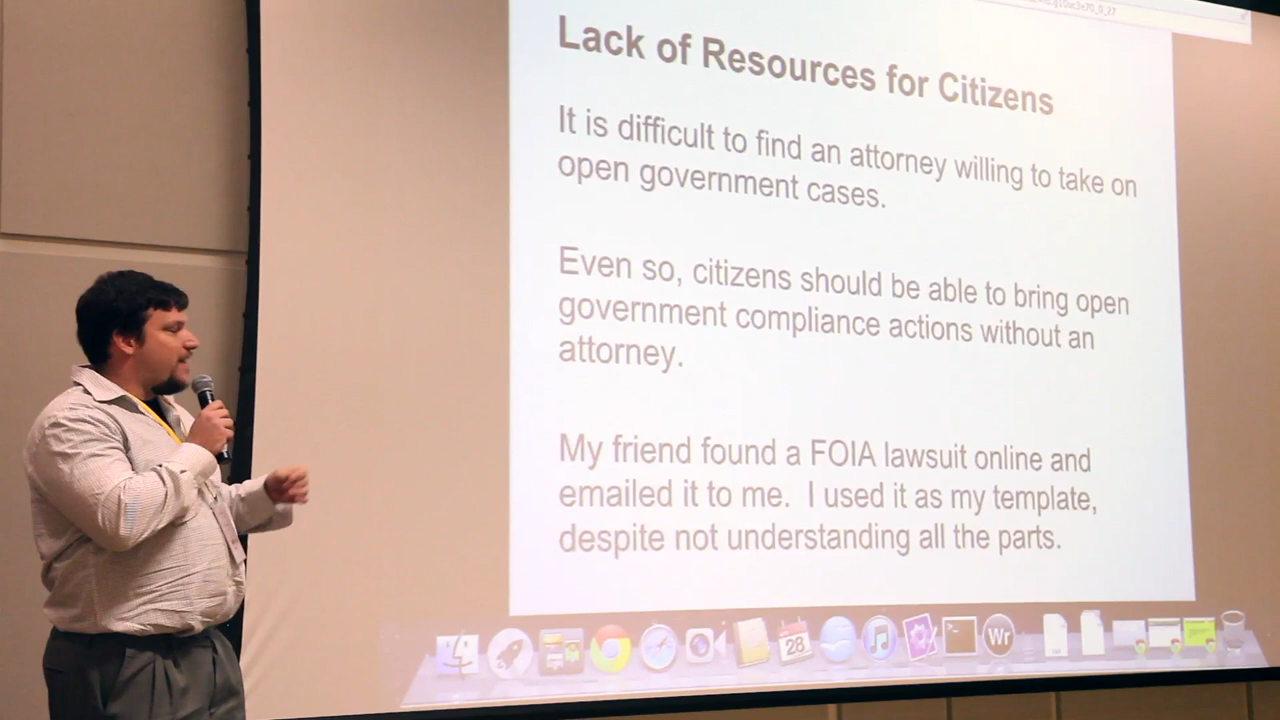 Lack of Resources for Citizens
It is difficult to find an attorney willing to take on
open government cases.
Even so, citizens should be able to bring open
government compliance actions without an
attorney.
My friend found a FOIA lawsuit online and
emailed it to me. I used it as my template,
despite not understanding all the parts.
28
Wr